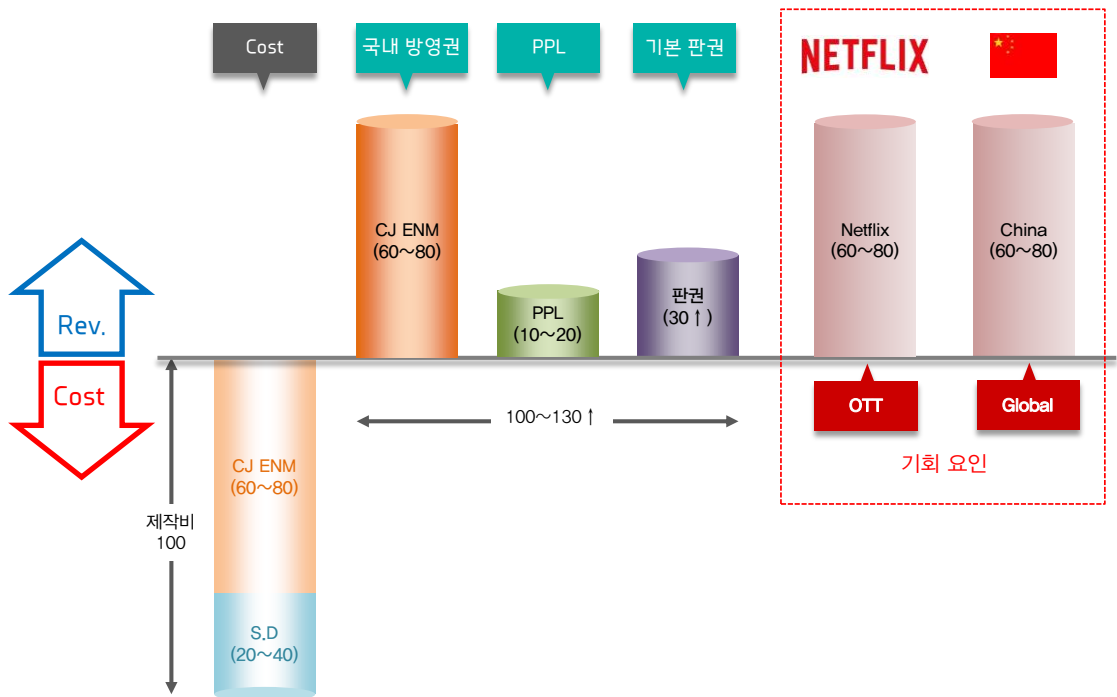 Cost
국내 방영권
PPL
기본 판권
NETFLIX
CJ ENM
(60～80)
PPL
(10～20)
판권
(30↑)
Netflix
(60～80)
China
(60～80)
Rev.
Cost
100～130↑
OTT
Global
기회 요인
CJ ENM
(60～80)
제작비
100
S.D
(20～40)